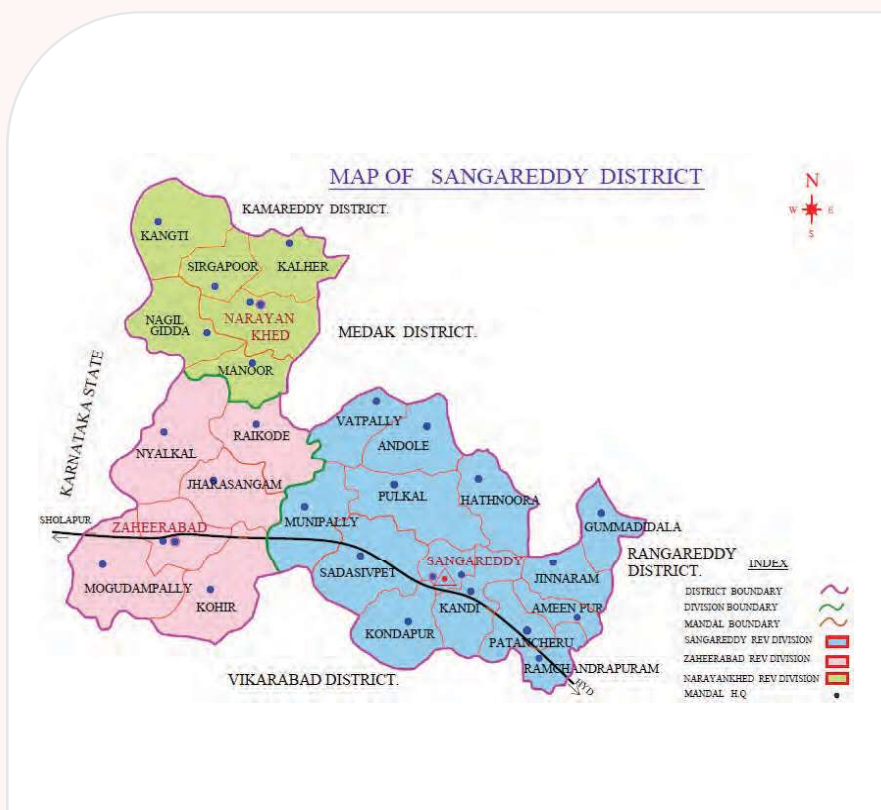 MAP OF SANGAREDDY DISTRICT
N
W E
S
KAMAREDDY DISTRICT.
KANGTI
SIRGAPOOR
KALHER
NAGIL
GIDDA
NARAYAN
KHED
MEDAK DISTRICT.
MANOOR
KARNATAKA STATE
VATPALLY
RAIKODE
ANDOLE
NYALKAL
JHARASANGAM
PULKAL
HATHNOORA
SHOLAPUR
ZAHEERABAD
MUNIPALLY
GUMMADIDALA
SADASIVPET
SANGAREDDY
RANGAREDDY
DISTRICT.
JINNARAM
MOGUDAMPALLY
KOHIR
KANDI
AMEEN PUR
KONDAPUR
PATANCHERU
RAMCHANDRAPURAM
VIKARABAD DISTRICT.
HYD
INDEX
DISTRICT BOUNDARY
DIVISION BOUNDARY
MANDAL BOUNDARY
SANGAREDDY REV DIVISION
ZAHEERABAD REV DIVISION
NARAYANKHED REV DIVISION
MANDAL H.Q